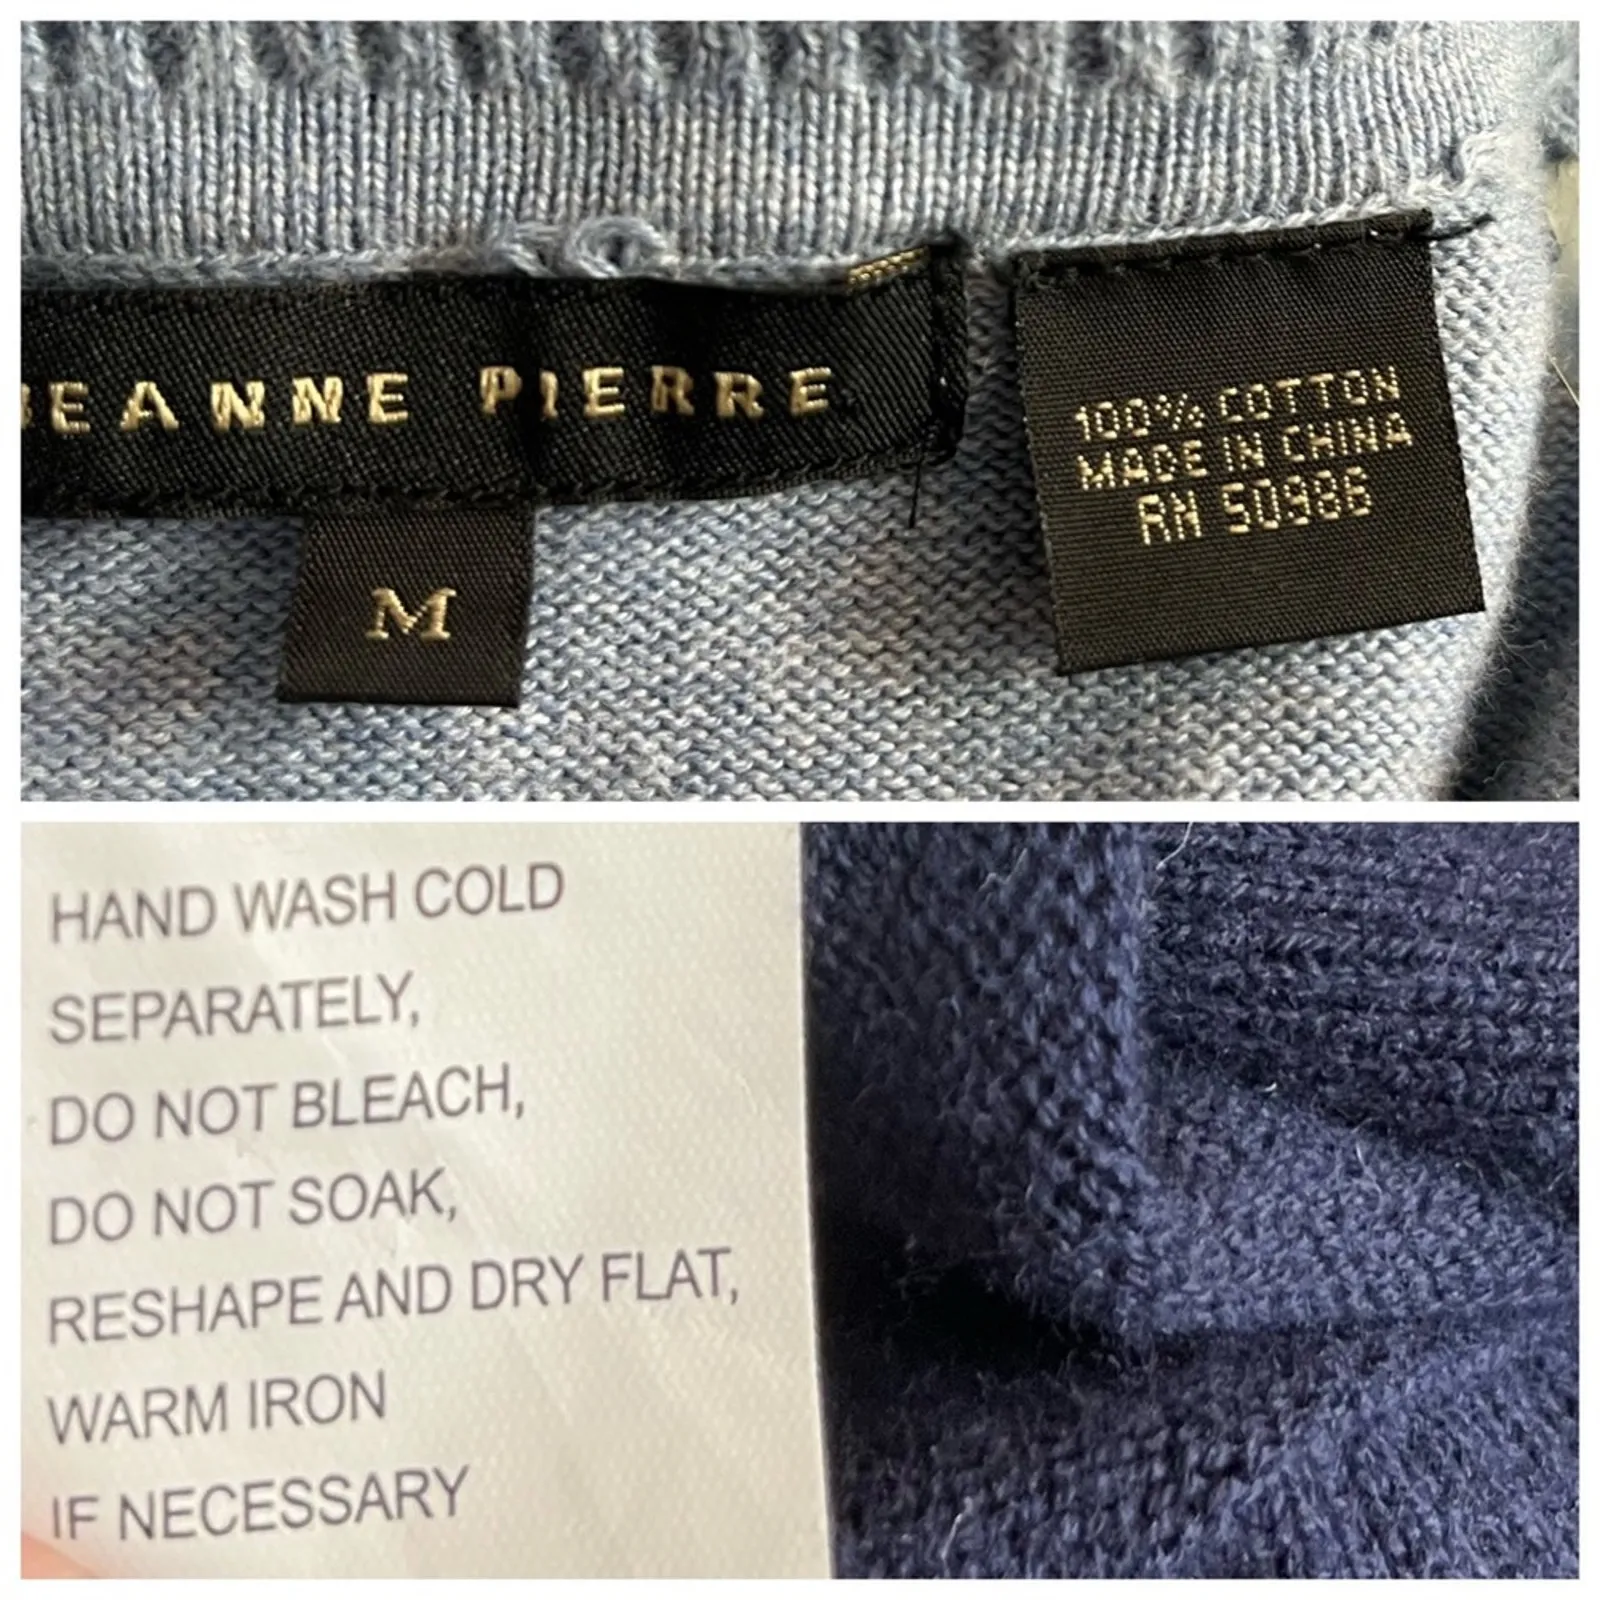 JEANNE PIERRE
M
100% COTTON
MADE IN CHINA
RN 50986
HAND WASH COLD
SEPARATELY,
DO NOT BLEACH,
DO NOT SOAK,
RESHAPE AND DRY FLAT,
WARM IRON
IF NECESSARY